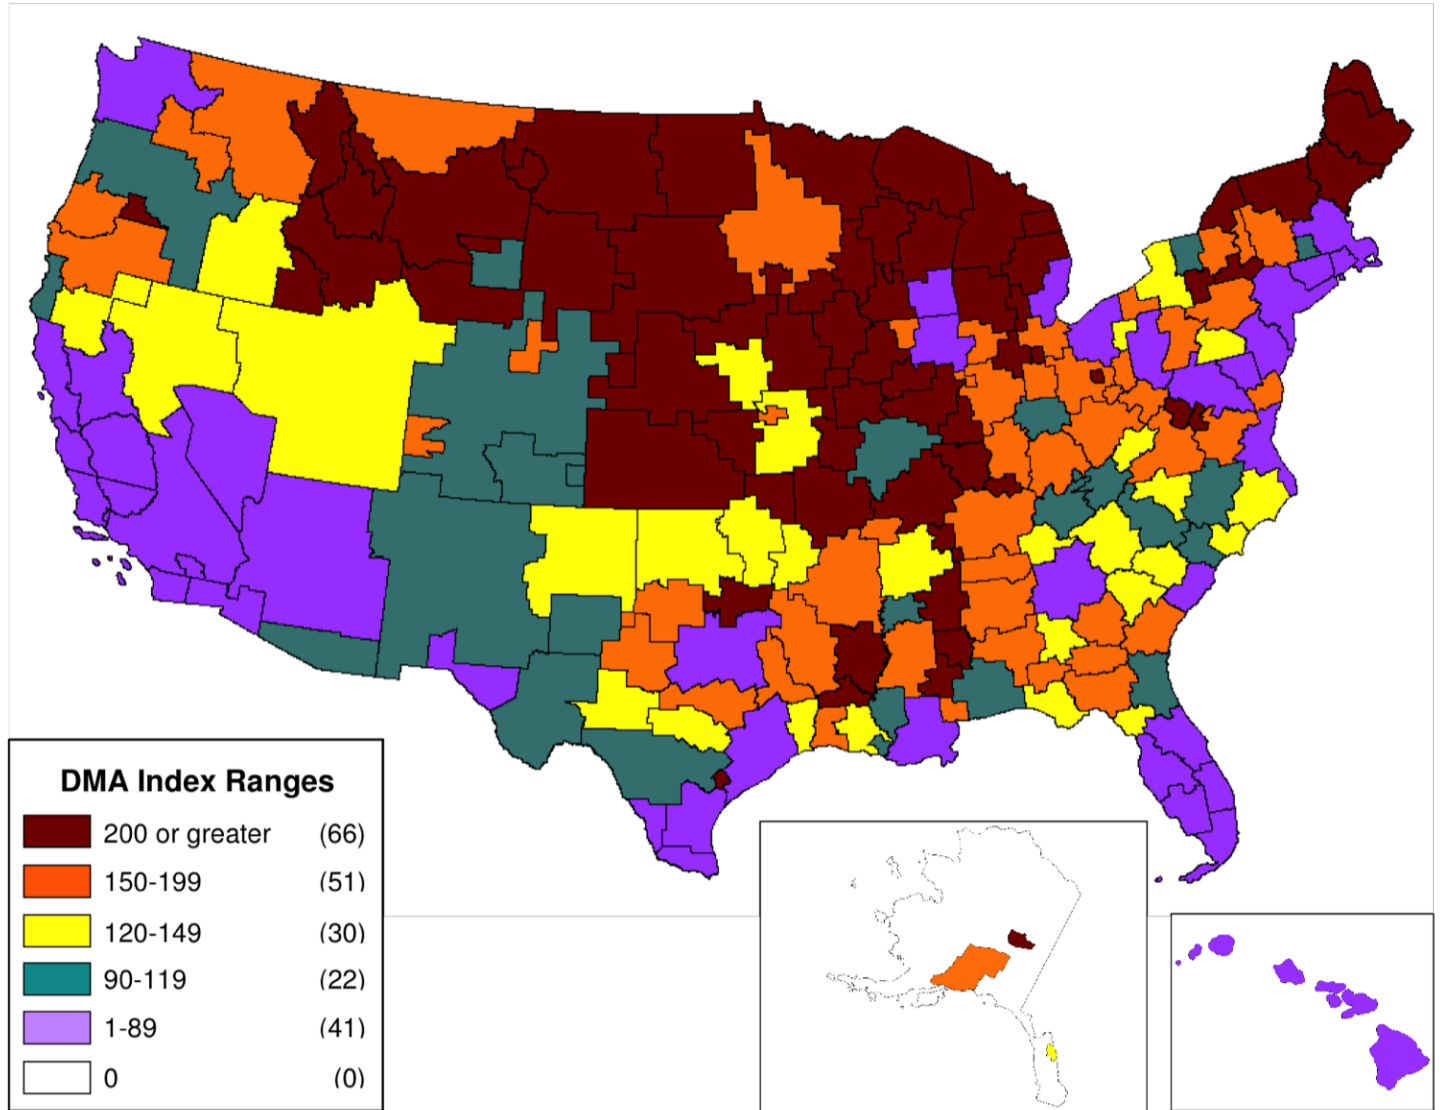 DMA Index Ranges
200 or greater (66)
150-199 (51)
120-149 (30)
90-119 (22)
1-89 (41)
0 (0)